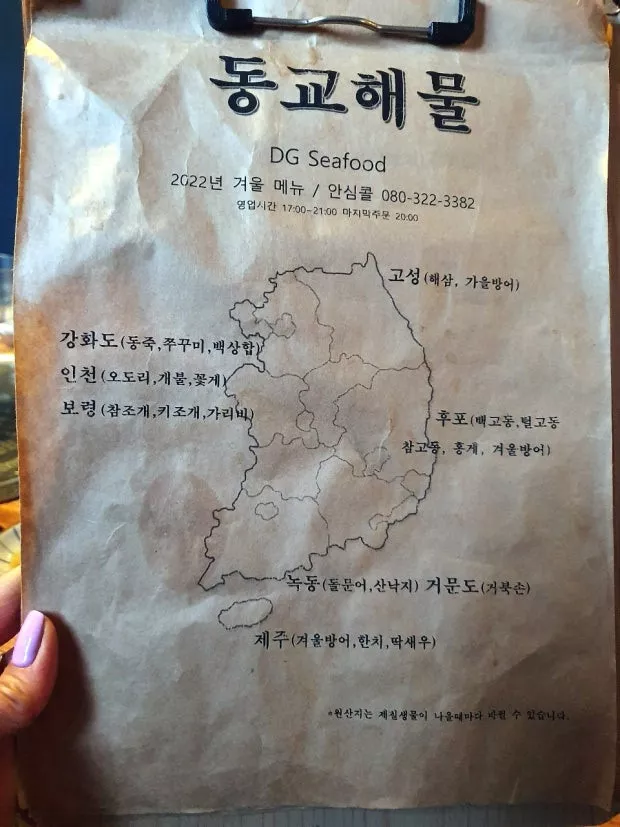 동교해물
DG Seafood
2022년 겨울 메뉴 / 안심콜 080-322-3382
영업시간 17:00~21:00 마지막주문 20:00
고성(해삼, 가을방어)
강화도(동죽,쭈꾸미,백상합)
인천(오도리,개불,꽃게)
보령(참조개,키조개,가리비)
후포(백고동,털고동
참고동, 홍게, 겨울방어)
녹동(돌문어,산낙지) 거문도(거북손)
제주(겨울방어,한치,딱새우)
*원산지는 제철생물이 나올때마다 바뀔 수 있습니다.